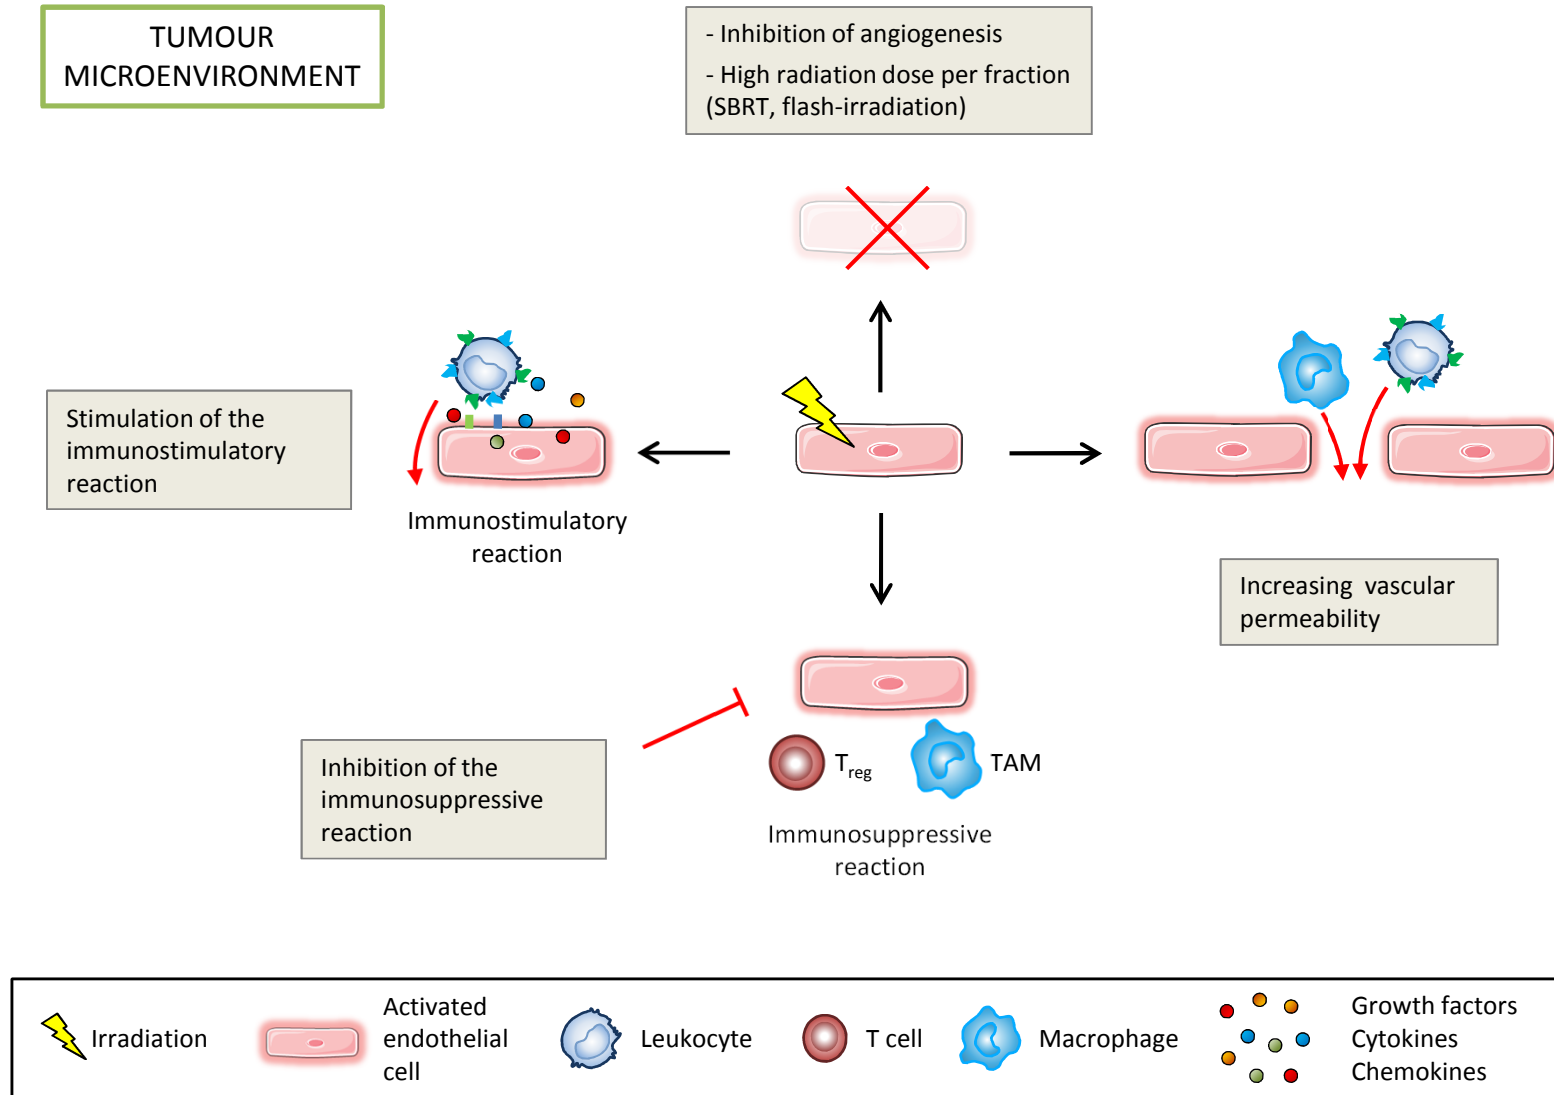 TUMOUR
MICROENVIRONMENT
- Inhibition of angiogenesis
- High radiation dose per fraction
(SBRT, flash-irradiation)
Stimulation of the
immunostimulatory
reaction
Immunostimulatory
reaction
Increasing vascular
permeability
Inhibition of the
immunosuppressive
reaction
Treg
TAM
Immunosuppressive
reaction
Irradiation
Activated
endothelial
cell
Leukocyte
T cell
Macrophage
Growth factors
Cytokines
Chemokines